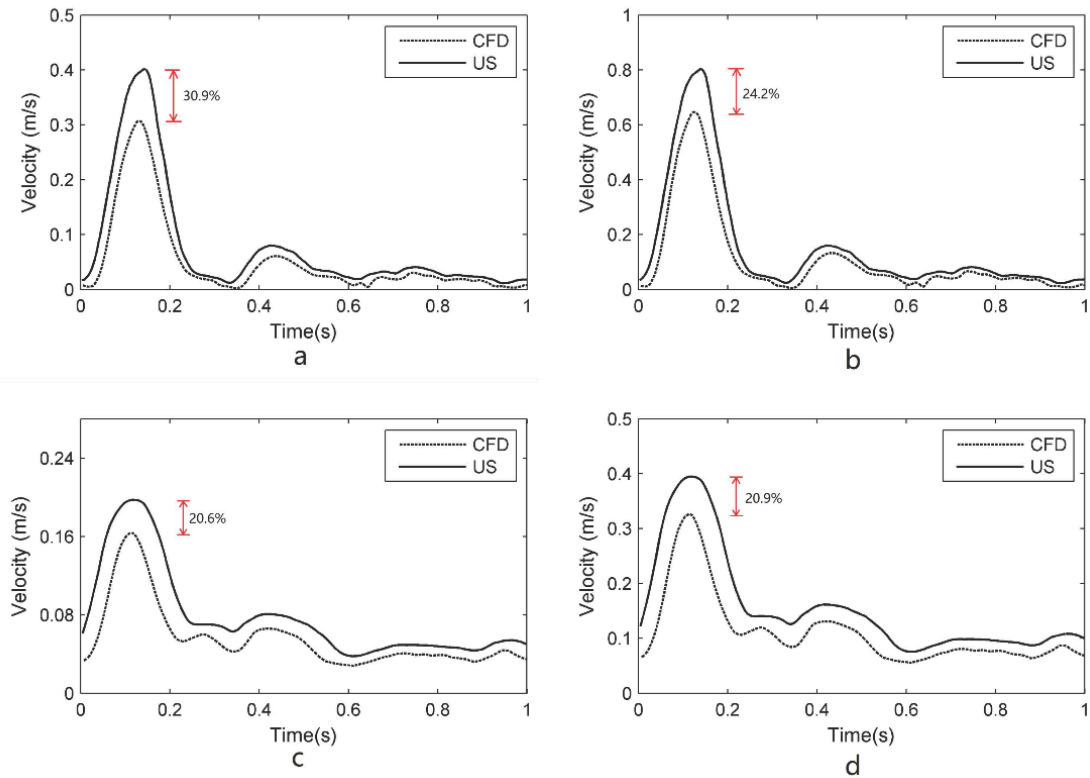 0.5
0.4
0.3
0.2
0.1
0
Velocity (m/s)
CFD
US
30.9%
0 0.2 0.4 0.6 0.8 1
Time(s)
a
1
0.8
0.6
0.4
0.2
0
Velocity (m/s)
CFD
US
24.2%
0 0.2 0.4 0.6 0.8 1
Time(s)
b
0.24
0.16
0.08
0
Velocity (m/s)
CFD
US
20.6%
0 0.2 0.4 0.6 0.8 1
Time(s)
c
0.5
0.4
0.3
0.2
0.1
0
Velocity (m/s)
CFD
US
20.9%
0 0.2 0.4 0.6 0.8 1
Time(s)
d